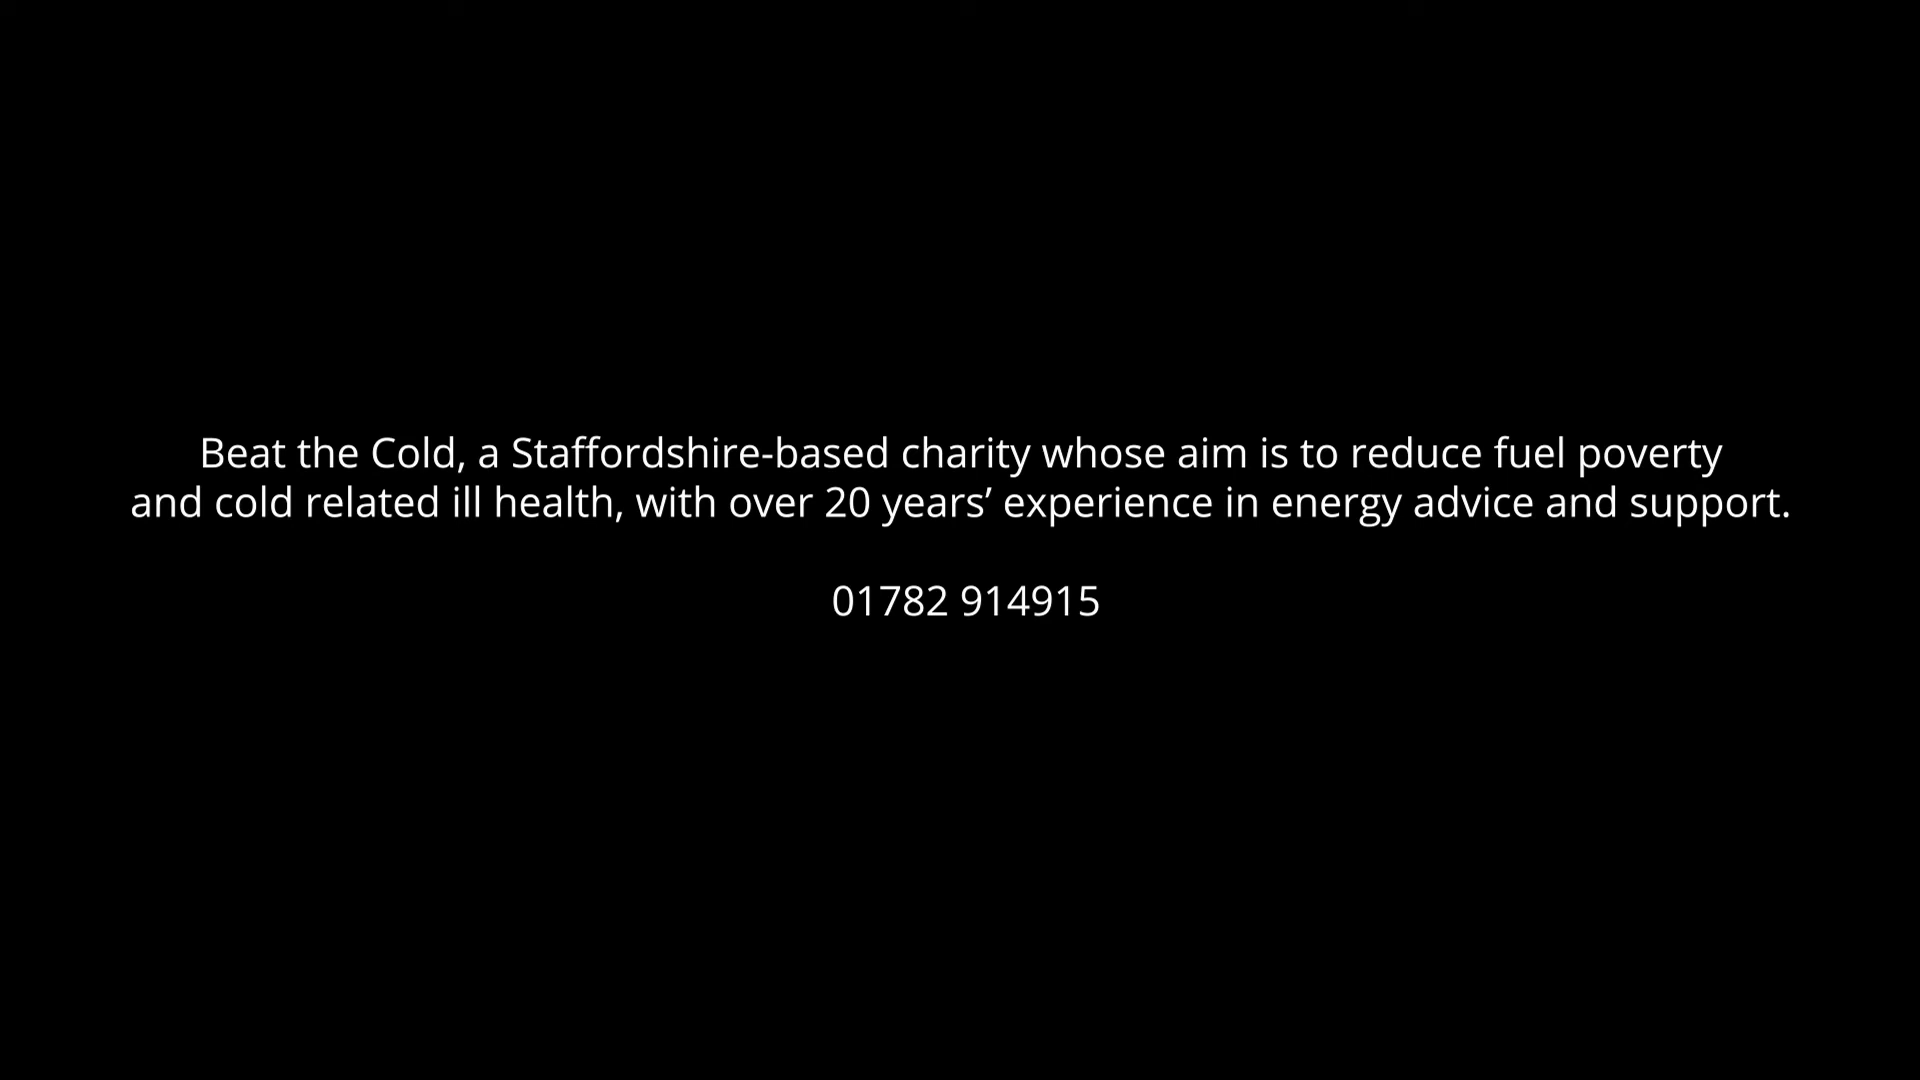 Beat the Cold, a Staffordshire-based charity whose aim is to reduce fuel poverty
and cold related ill health, with over 20 years’ experience in energy advice and support.
01782 914915